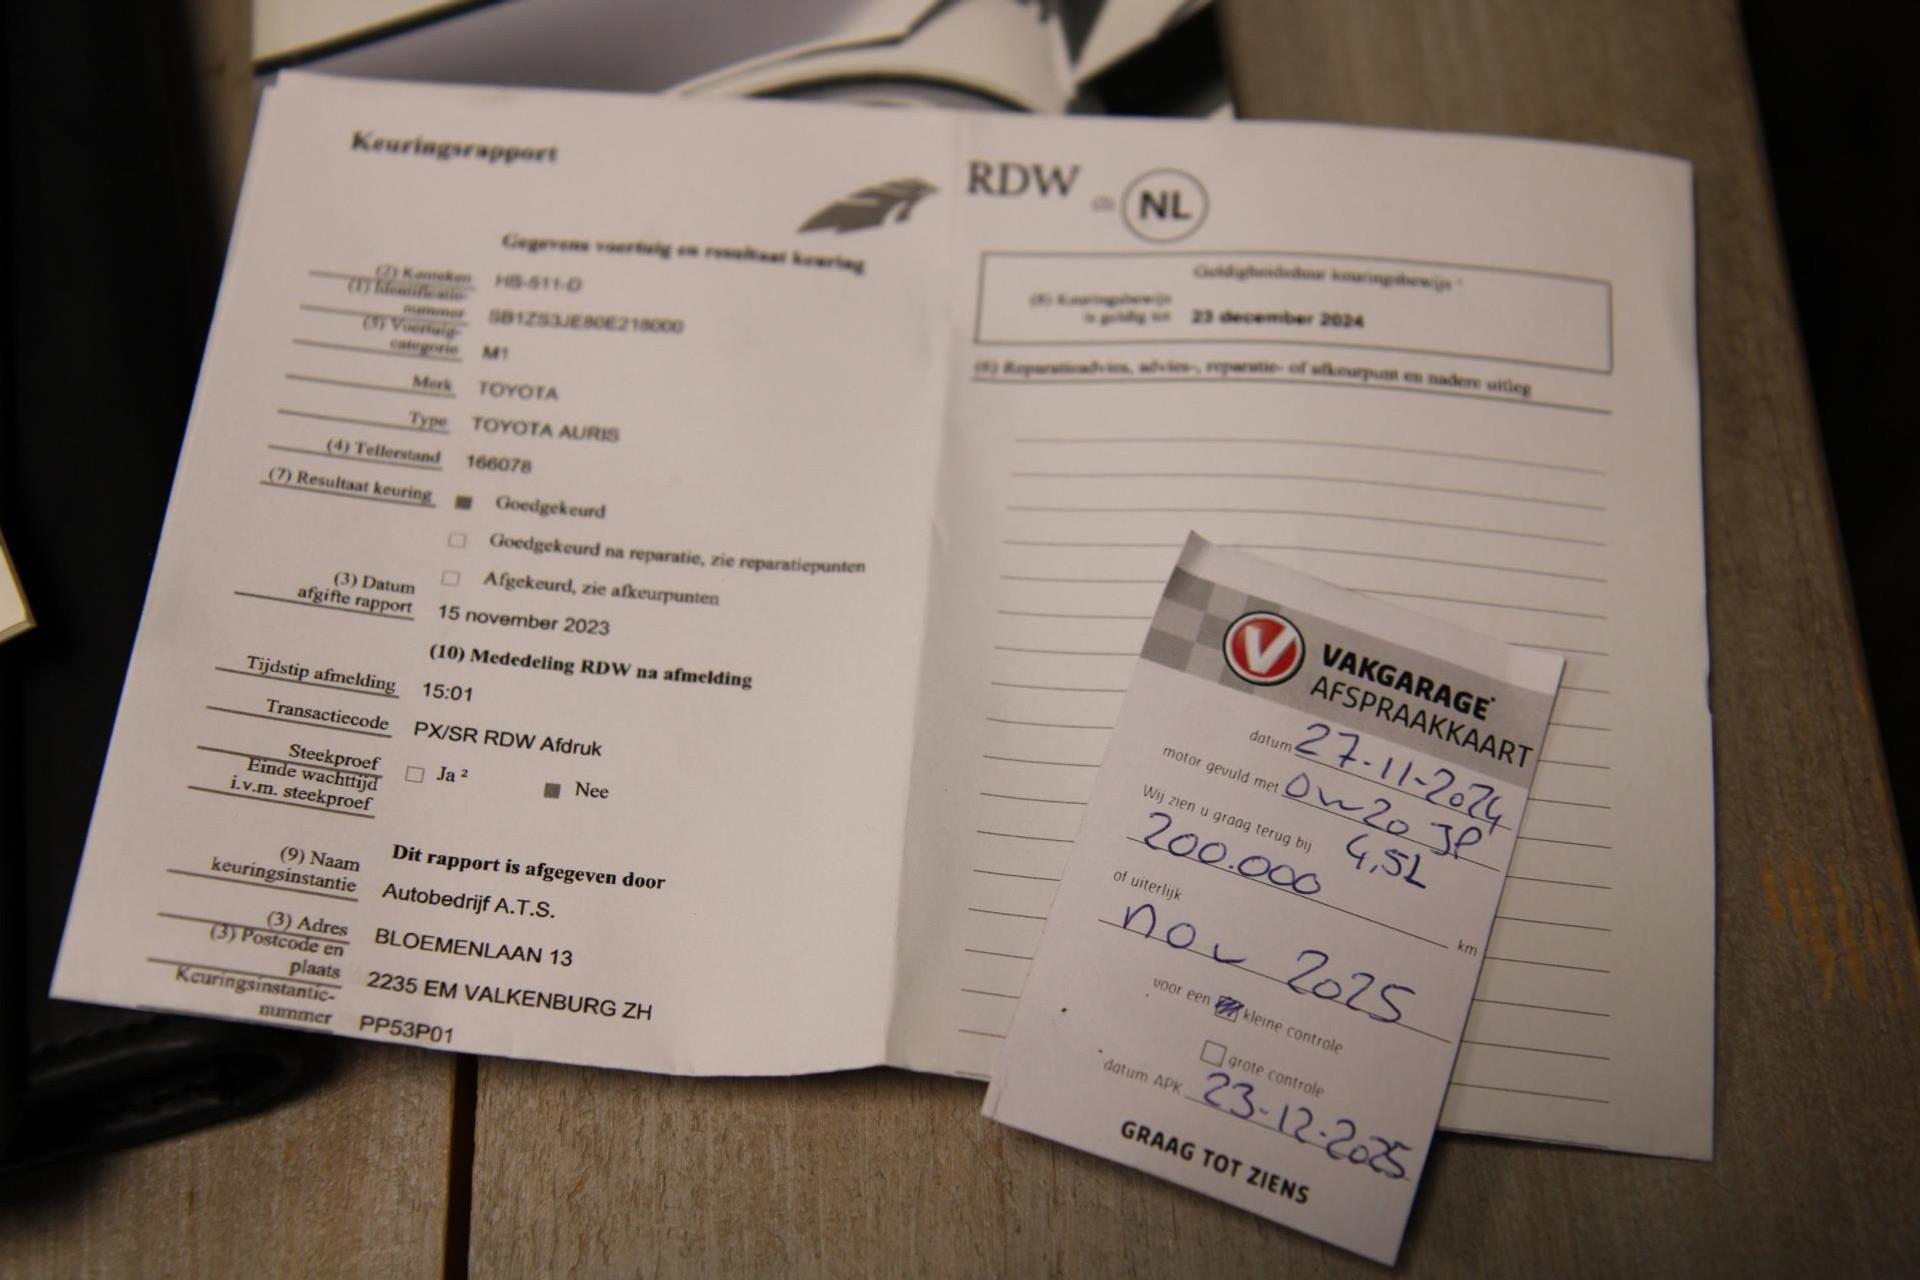 Keuringsrapport
Gegevens voertuig en resultaat keuring
(2) Kenteken HS-511-D
(1) Identificatie-
nummer SB1ZS3JE80E218000
(5) Voertuig-
categorie M1
Merk TOYOTA
Type TOYOTA AURIS
(4) Tellerstand 166078
(7) Resultaat keuring ■ Goedgekeurd
□ Goedgekeurd na reparatie, zie reparatiepunten
□ Afgekeurd, zie afkeurpunten
(3) Datum
afgifte rapport 15 november 2023
(10) Mededeling RDW na afmelding
Tijdstip afmelding 15:01
Transactiecode PX/SR RDW Afdruk
Steekproef □ Ja ² ■ Nee
Einde wachttijd
i.v.m. steekproef
Dit rapport is afgegeven door
(9) Naam
keuringsinstantie Autobedrijf A.T.S.
(3) Adres BLOEMENLAAN 13
(3) Postcode en
plaats 2235 EM VALKENBURG ZH
Keuringsinstantie-
nummer PP53P01
RDW NL
Geldigheidsduur keuringsbewijs ¹
(8) Keuringsbewijs
is geldig tot 23 december 2024
(6) Reparatieadvies, advies-, reparatie- of afkeurpunt en nadere uitleg
V VAKGARAGE
AFSPRAAKKAART
datum 27-11-2024
motor gevuld met 0w20 JP
4,5L
Wij zien u graag terug bij
200.000 km
of uiterlijk
nov 2025
voor een kleine controle
□ grote controle
datum APK 23-12-2025
GRAAG TOT ZIENS